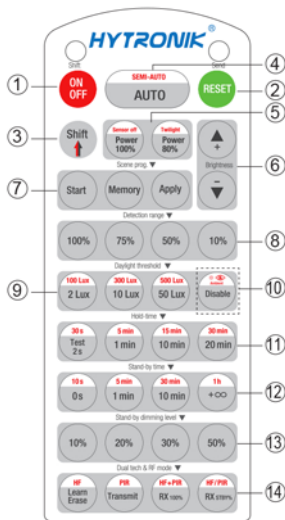 HYTRONIK®
Shift
Send
ON
OFF
SEMI-AUTO
AUTO
RESET
1
4
2
5
3
Shift
Sensor off
Power
100%
Twilight
Power
80%
+
Brightness
−
6
Scene prog. ▼
7
Start
Memory
Apply
Detection range ▼
100%
75%
50%
10%
8
Daylight threshold ▼
9
100 Lux
2 Lux
300 Lux
10 Lux
500 Lux
50 Lux
Disable
10
Hold-time ▼
30 s
Test
2s
5 min
1 min
15 min
10 min
30 min
20 min
11
Stand-by time ▼
10 s
0s
5 min
1 min
30 min
10 min
1 h
+∞
12
Stand-by dimming level ▼
10%
20%
30%
50%
13
Dual tech & RF mode ▼
HF
Learn
Erase
PIR
Transmit
HF+PIR
RX 100%
HF/PIR
RX
14